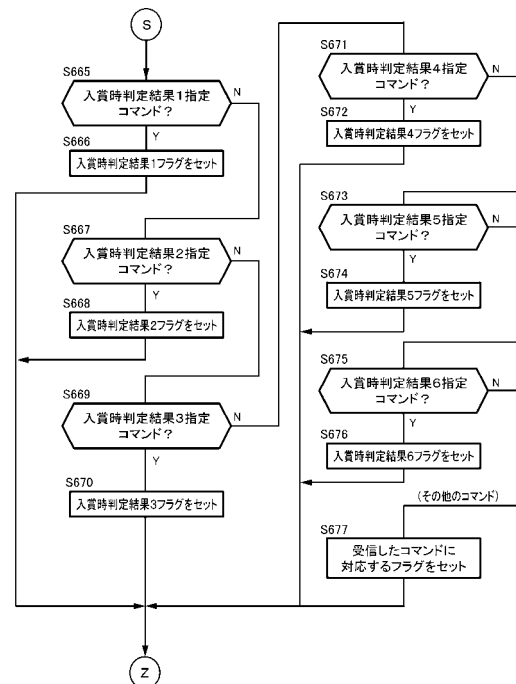 S
S665
入賞時判定結果1指定
コマンド?
N
Y
S666
入賞時判定結果1フラグをセット
S667
入賞時判定結果2指定
コマンド?
N
Y
S668
入賞時判定結果2フラグをセット
S669
入賞時判定結果3指定
コマンド?
N
Y
S670
入賞時判定結果3フラグをセット
S671
入賞時判定結果4指定
コマンド?
N
Y
S672
入賞時判定結果4フラグをセット
S673
入賞時判定結果5指定
コマンド?
N
Y
S674
入賞時判定結果5フラグをセット
S675
入賞時判定結果6指定
コマンド?
N
Y
S676
入賞時判定結果6フラグをセット
(その他のコマンド)
S677
受信したコマンドに
対応するフラグをセット
Z